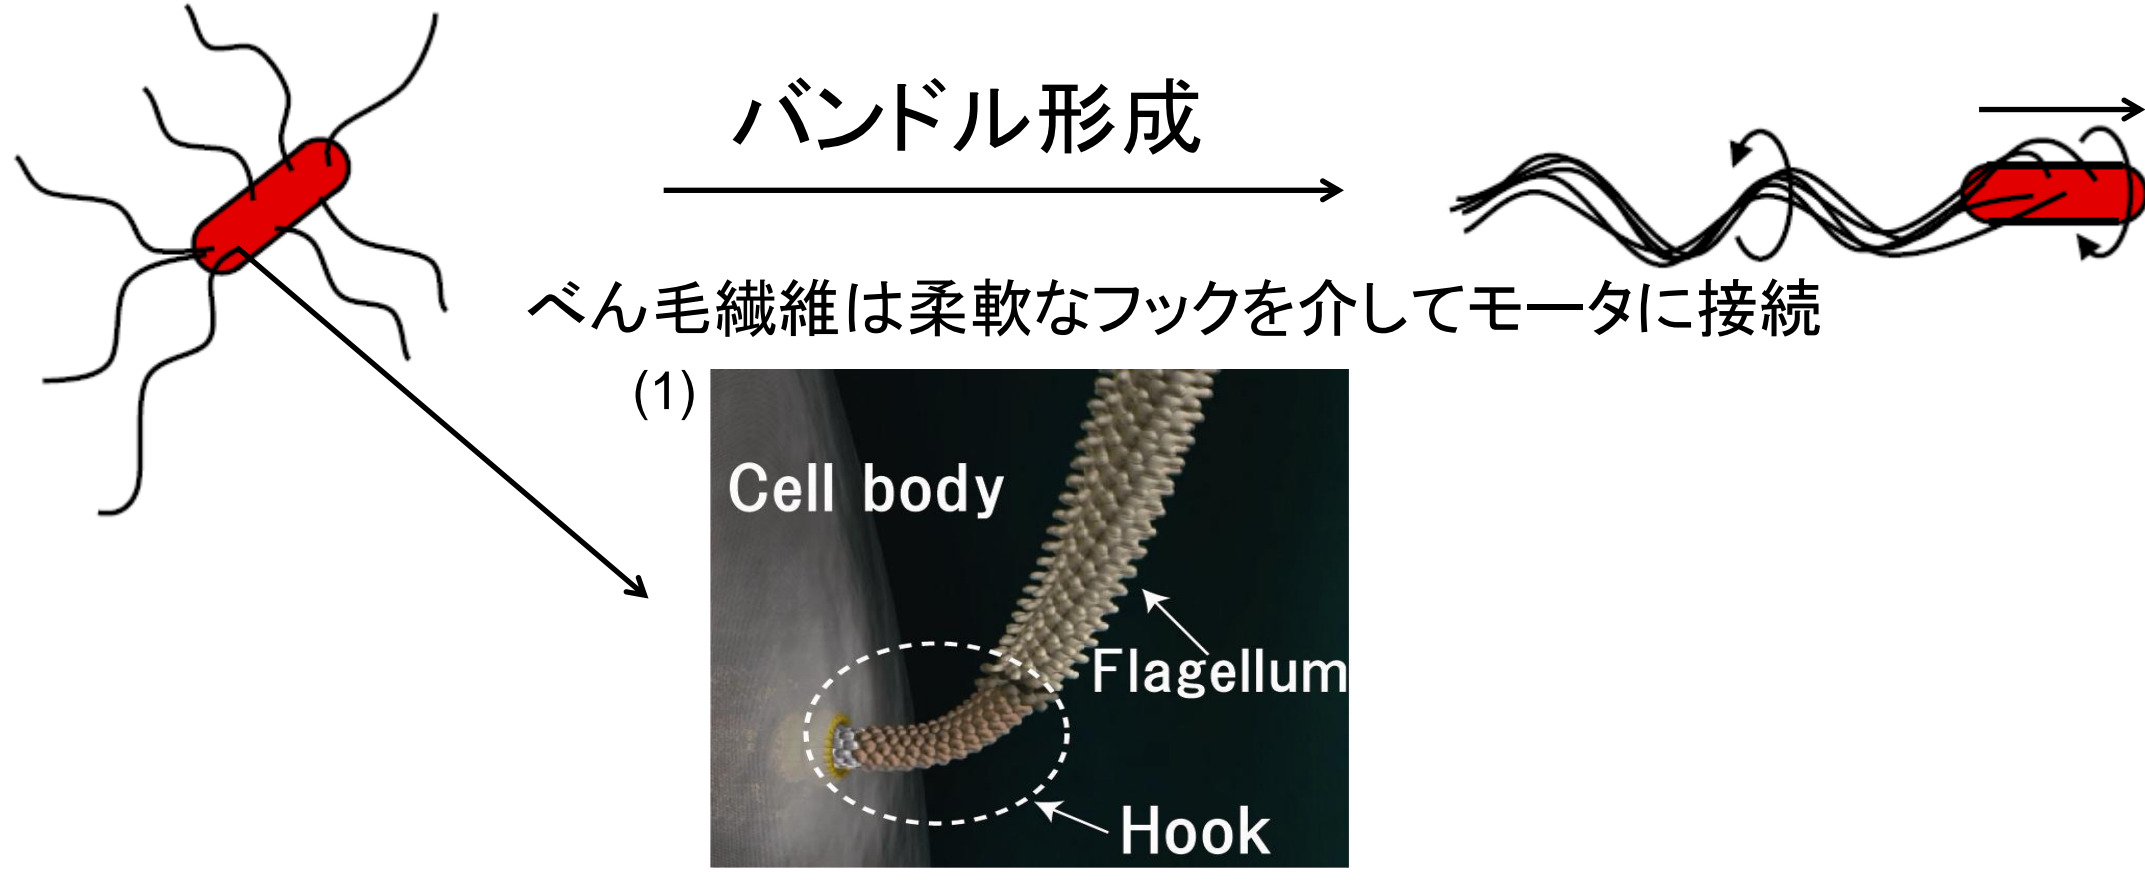 バンドル形成
べん毛繊維は柔軟なフックを介してモータに接続
(1)
Cell body
Flagellum
Hook